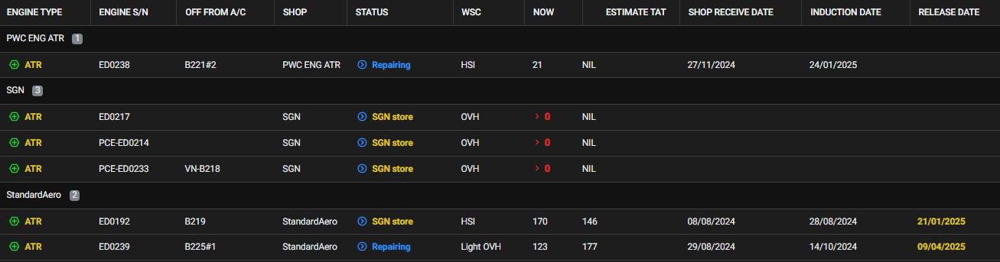 ENGINE TYPE ENGINE S/N OFF FROM A/C SHOP STATUS WSC NOW ESTIMATE TAT SHOP RECEIVE DATE INDUCTION DATE RELEASE DATE
PWC ENG ATR 1
ATR ED0238 B221#2 PWC ENG ATR Repairing HSI 21 NIL 27/11/2024 24/01/2025
SGN 3
ATR ED0217 SGN SGN store OVH > 0 NIL
ATR PCE-ED0214 SGN SGN store OVH > 0 NIL
ATR PCE-ED0233 VN-B218 SGN SGN store OVH > 0 NIL
StandardAero 2
ATR ED0192 B219 StandardAero SGN store HSI 170 146 08/08/2024 28/08/2024 21/01/2025
ATR ED0239 B225#1 StandardAero Repairing Light OVH 123 177 29/08/2024 14/10/2024 09/04/2025